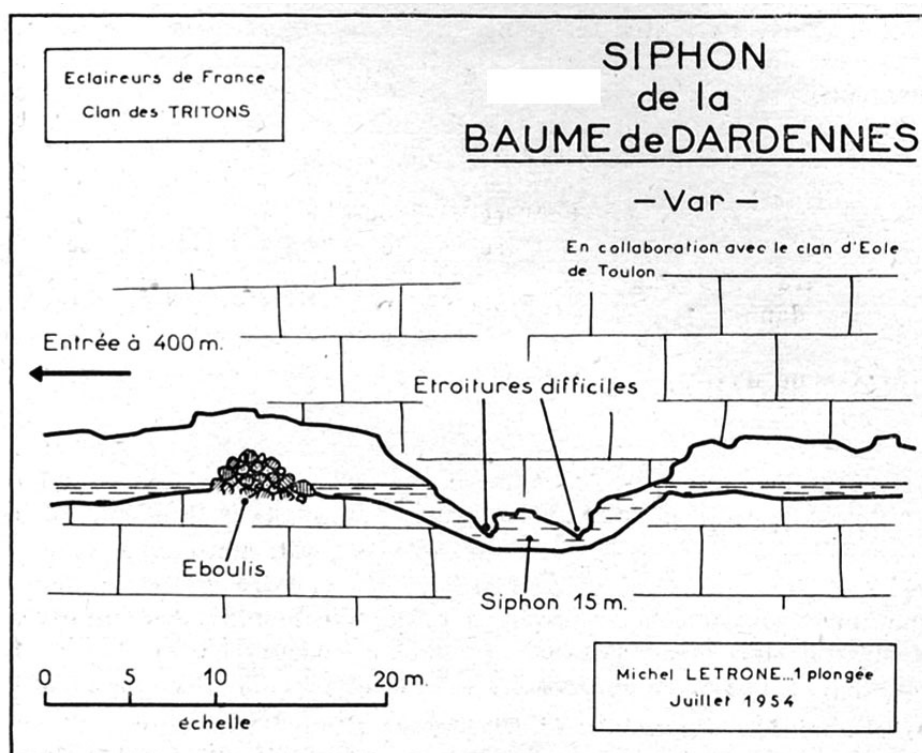 Eclaireurs de France
Clan des TRITONS
SIPHON
de la
BAUME de DARDENNES
— Var —
En collaboration avec le clan d'Eole
de Toulon
Entrée à 400 m.
Etroitures difficiles
Eboulis
Siphon 15 m.
0 5 10 20 m.
échelle
Michel LETRONE...1 plongée
Juillet 1954